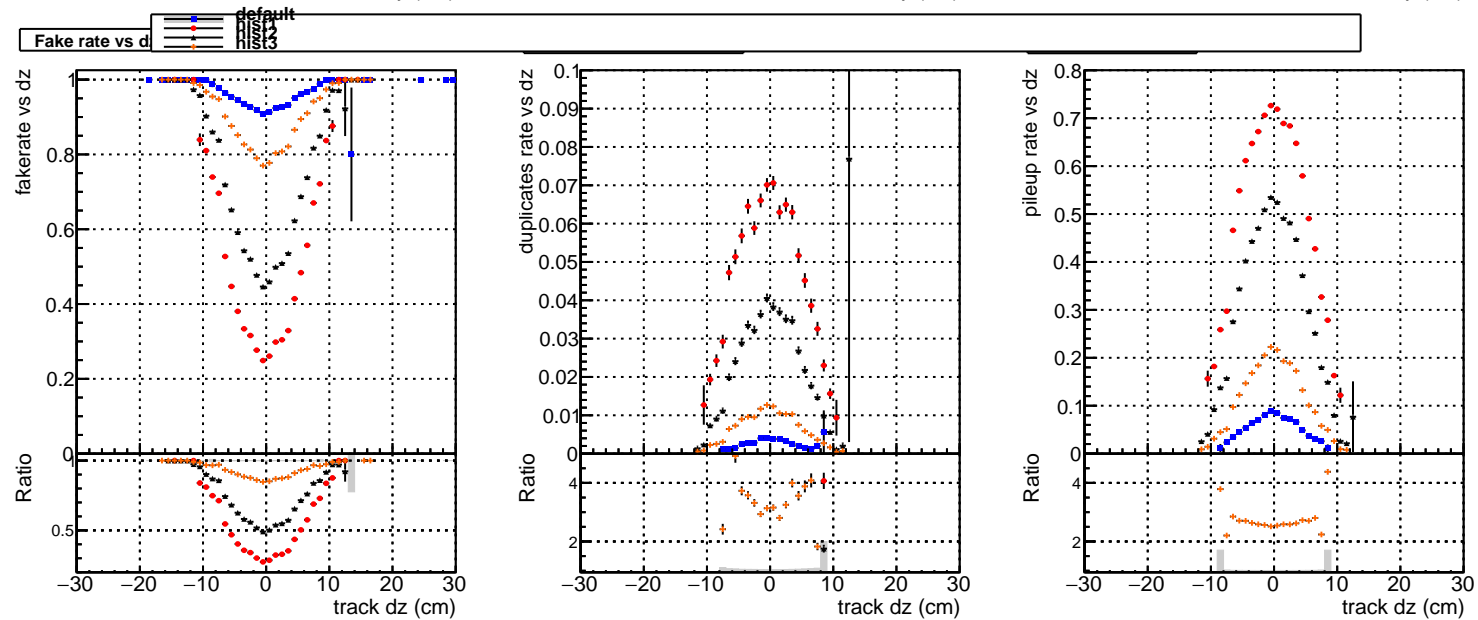 default
hist1
hist2
hist3
Fake rate vs dz
fakerate vs dz
1
0.8
0.6
0.4
0.2
0
Ratio
1
0.5
−30 −20 −10 0 10 20 30
track dz (cm)
duplicates rate vs dz
0.1
0.09
0.08
0.07
0.06
0.05
0.04
0.03
0.02
0.01
0
Ratio
4
2
−30 −20 −10 0 10 20 30
track dz (cm)
pileup rate vs dz
0.8
0.7
0.6
0.5
0.4
0.3
0.2
0.1
0
Ratio
4
2
−30 −20 −10 0 10 20 30
track dz (cm)